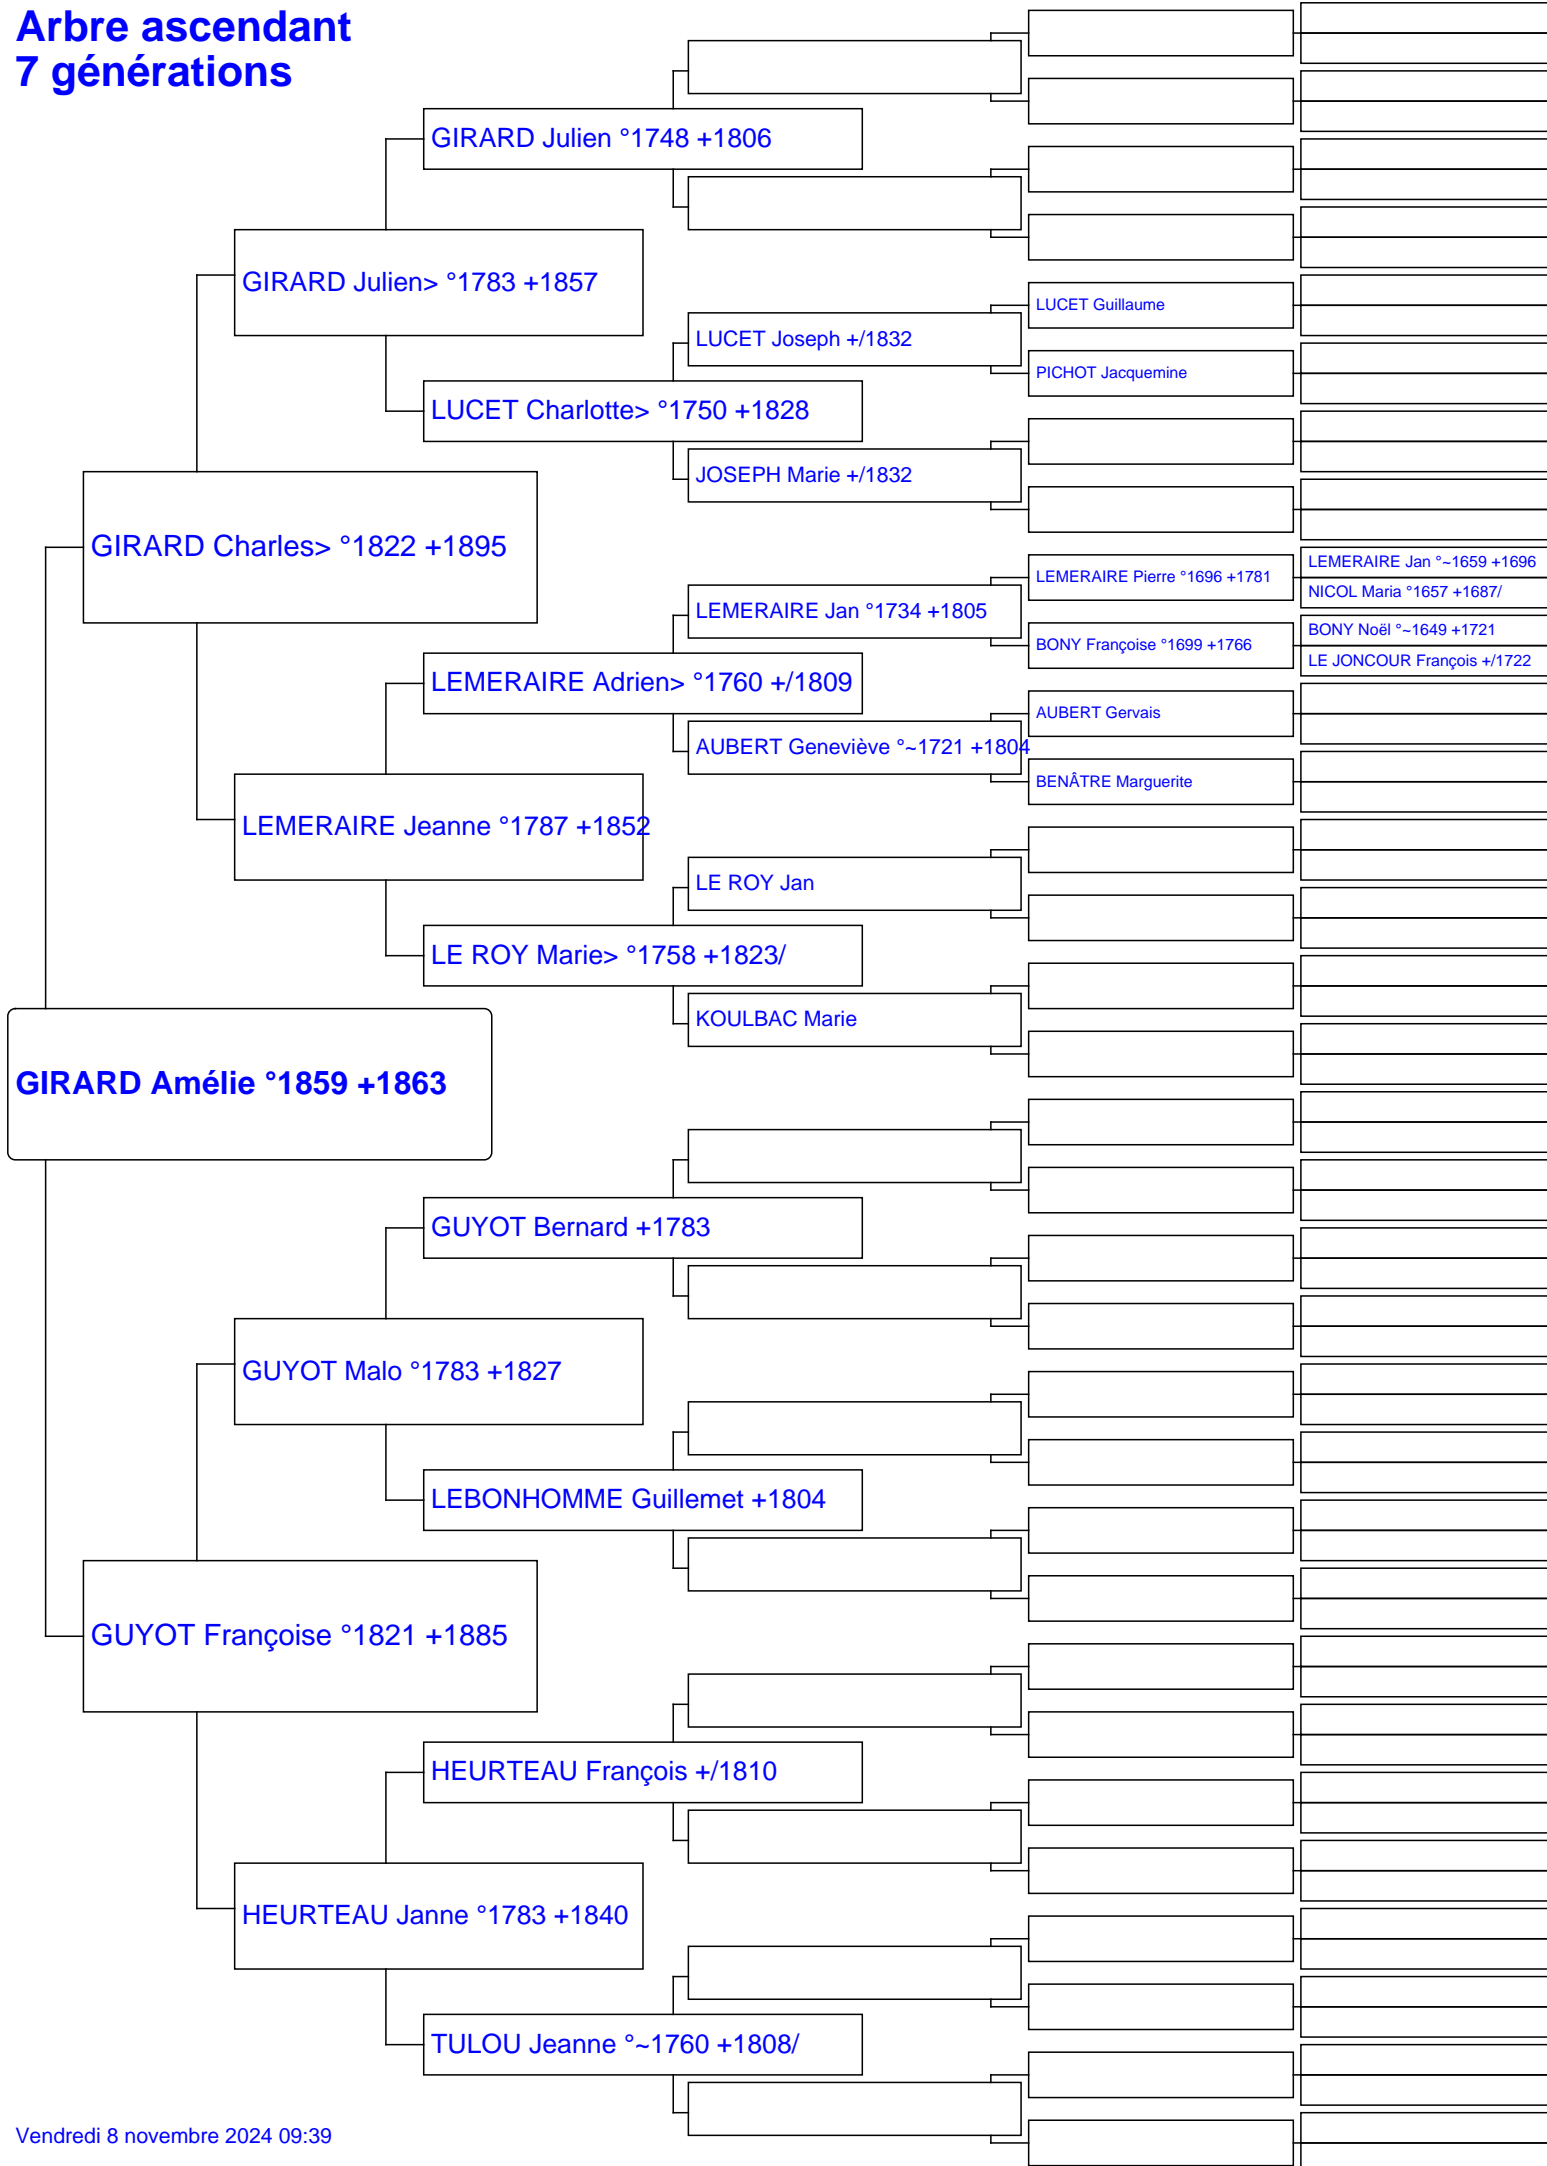 Arbre ascendant
7 générations
GIRARD Julien °1748 +1806
GIRARD Julien> °1783 +1857
LUCET Guillaume
LUCET Joseph +/1832
PICHOT Jacquemine
LUCET Charlotte> °1750 +1828
JOSEPH Marie +/1832
GIRARD Charles> °1822 +1895
LEMERAIRE Jan °~1659 +1696
LEMERAIRE Pierre °1696 +1781
NICOL Maria °1657 +1687/
LEMERAIRE Jan °1734 +1805
BONY Noël °~1649 +1721
BONY Françoise °1699 +1766
LE JONCOUR François +/1722
LEMERAIRE Adrien> °1760 +/1809
AUBERT Gervais
AUBERT Geneviève °~1721 +1804
BENÂTRE Marguerite
LEMERAIRE Jeanne °1787 +1852
LE ROY Jan
LE ROY Marie> °1758 +1823/
KOULBAC Marie
GIRARD Amélie °1859 +1863
GUYOT Bernard +1783
GUYOT Malo °1783 +1827
LEBONHOMME Guillemet +1804
GUYOT Françoise °1821 +1885
HEURTEAU François +/1810
HEURTEAU Janne °1783 +1840
TULOU Jeanne °~1760 +1808/
Vendredi 8 novembre 2024 09:39